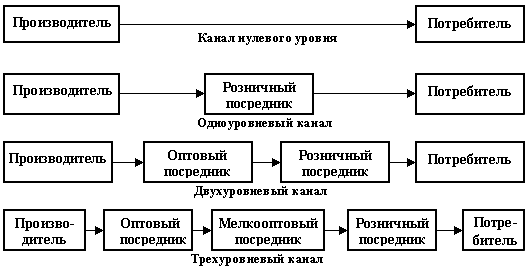 Производитель
Потребитель
Канал нулевого уровня
Производитель
Розничный
посредник
Потребитель
Одноуровневый канал
Производитель
Оптовый
посредник
Розничный
посредник
Потребитель
Двухуровневый канал
Произво-
дитель
Оптовый
посредник
Мелкооптовый
посредник
Розничный
посредник
Потре-
битель
Трехуровневый канал